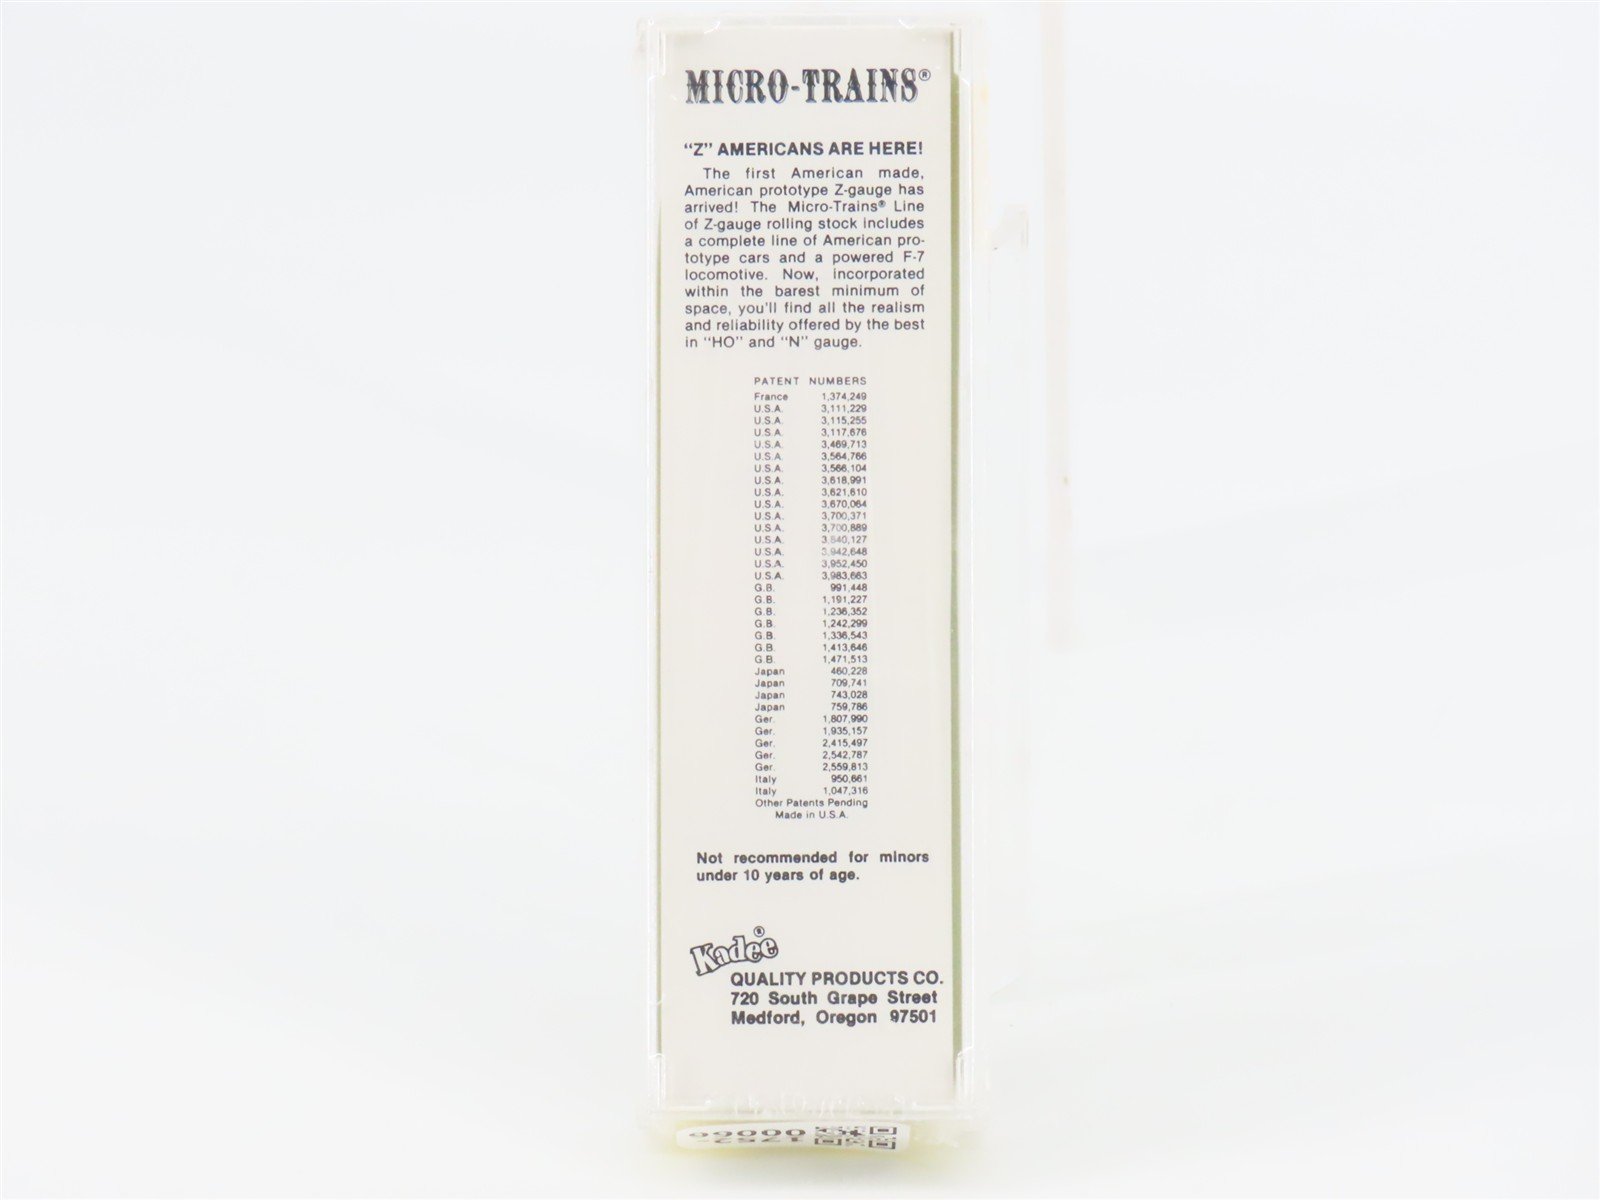 MICRO-TRAINS®
"Z" AMERICANS ARE HERE!
The first American made,
American prototype Z-gauge has
arrived! The Micro-Trains® Line
of Z-gauge rolling stock includes
a complete line of American pro-
totype cars and a powered F-7
locomotive. Now, incorporated
within the barest minimum of
space, you'll find all the realism
and reliability offered by the best
in "HO" and "N" gauge.
PATENT NUMBERS
France 1,374,249
U.S.A. 3,111,229
U.S.A. 3,115,255
U.S.A. 3,117,676
U.S.A. 3,469,713
U.S.A. 3,564,766
U.S.A. 3,566,104
U.S.A. 3,618,991
U.S.A. 3,621,610
U.S.A. 3,670,064
U.S.A. 3,700,371
U.S.A. 3,700,889
U.S.A. 3,840,127
U.S.A. 3,942,648
U.S.A. 3,952,450
U.S.A. 3,983,663
G.B. 991,448
G.B. 1,191,227
G.B. 1,236,352
G.B. 1,242,299
G.B. 1,336,543
G.B. 1,413,646
G.B. 1,471,513
Japan 460,228
Japan 709,741
Japan 743,028
Japan 759,786
Ger. 1,807,990
Ger. 1,935,157
Ger. 2,415,497
Ger. 2,542,787
Ger. 2,559,813
Italy 950,661
Italy 1,047,316
Other Patents Pending
Made in U.S.A.
Not recommended for minors
under 10 years of age.
Kadee®
QUALITY PRODUCTS CO.
720 South Grape Street
Medford, Oregon 97501